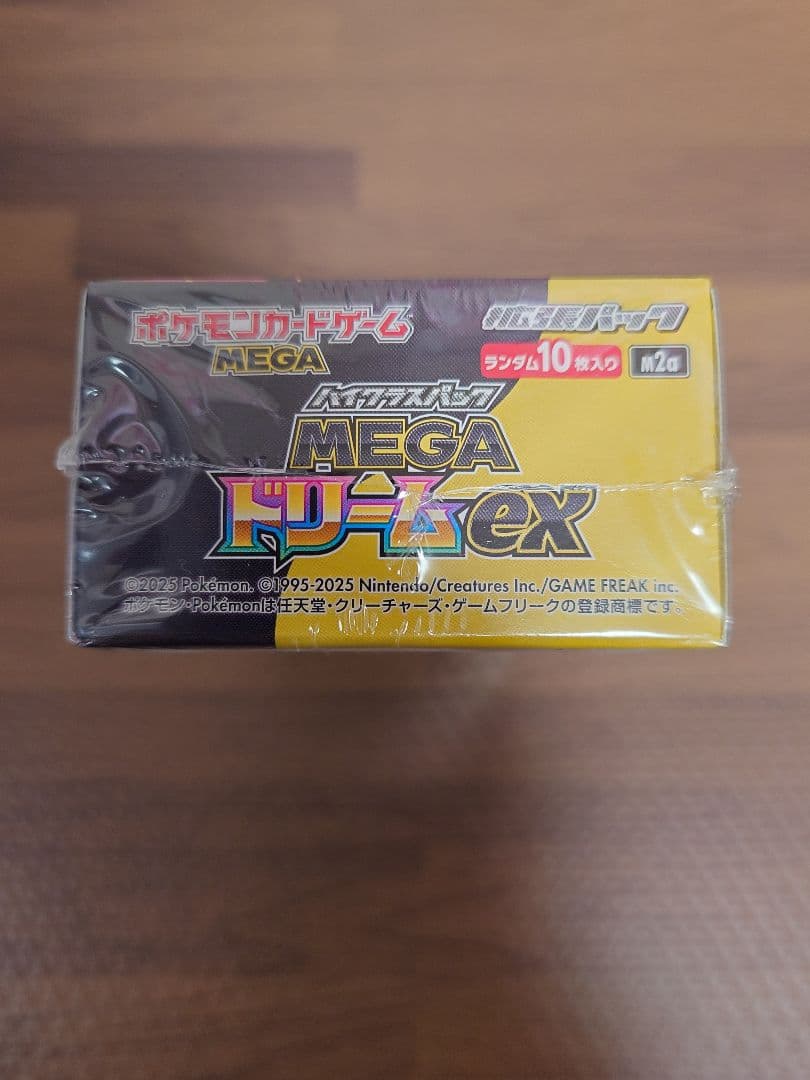 ポケモンカードゲーム
MEGA
拡張パック
ランダム10枚入り
M2a
ハイクラスパック
MEGA
ドリームex
©2025 Pokémon. ©1995-2025 Nintendo/Creatures Inc./GAME FREAK inc.
ポケモン・Pokémonは任天堂・クリーチャーズ・ゲームフリークの登録商標です。